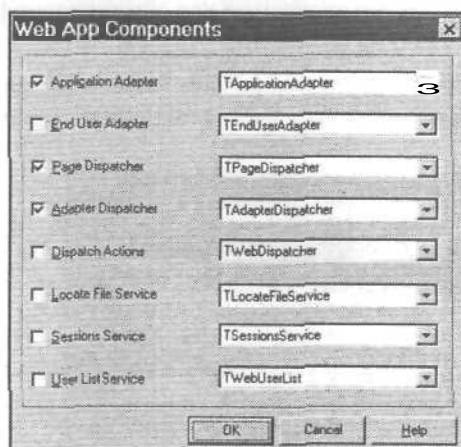 Web App Components
Application Adapter TApplicationAdapter 3
End User Adapter TEndUserAdapter
Page Dispatcher TPageDispatcher
Adapter Dispatcher TAdapterDispatcher
Dispatch Actions TWebDispatcher
Locate File Service TLocateFileService
Sessions Service TSessionsService
User List Service TWebUserList
OK Cancel Help